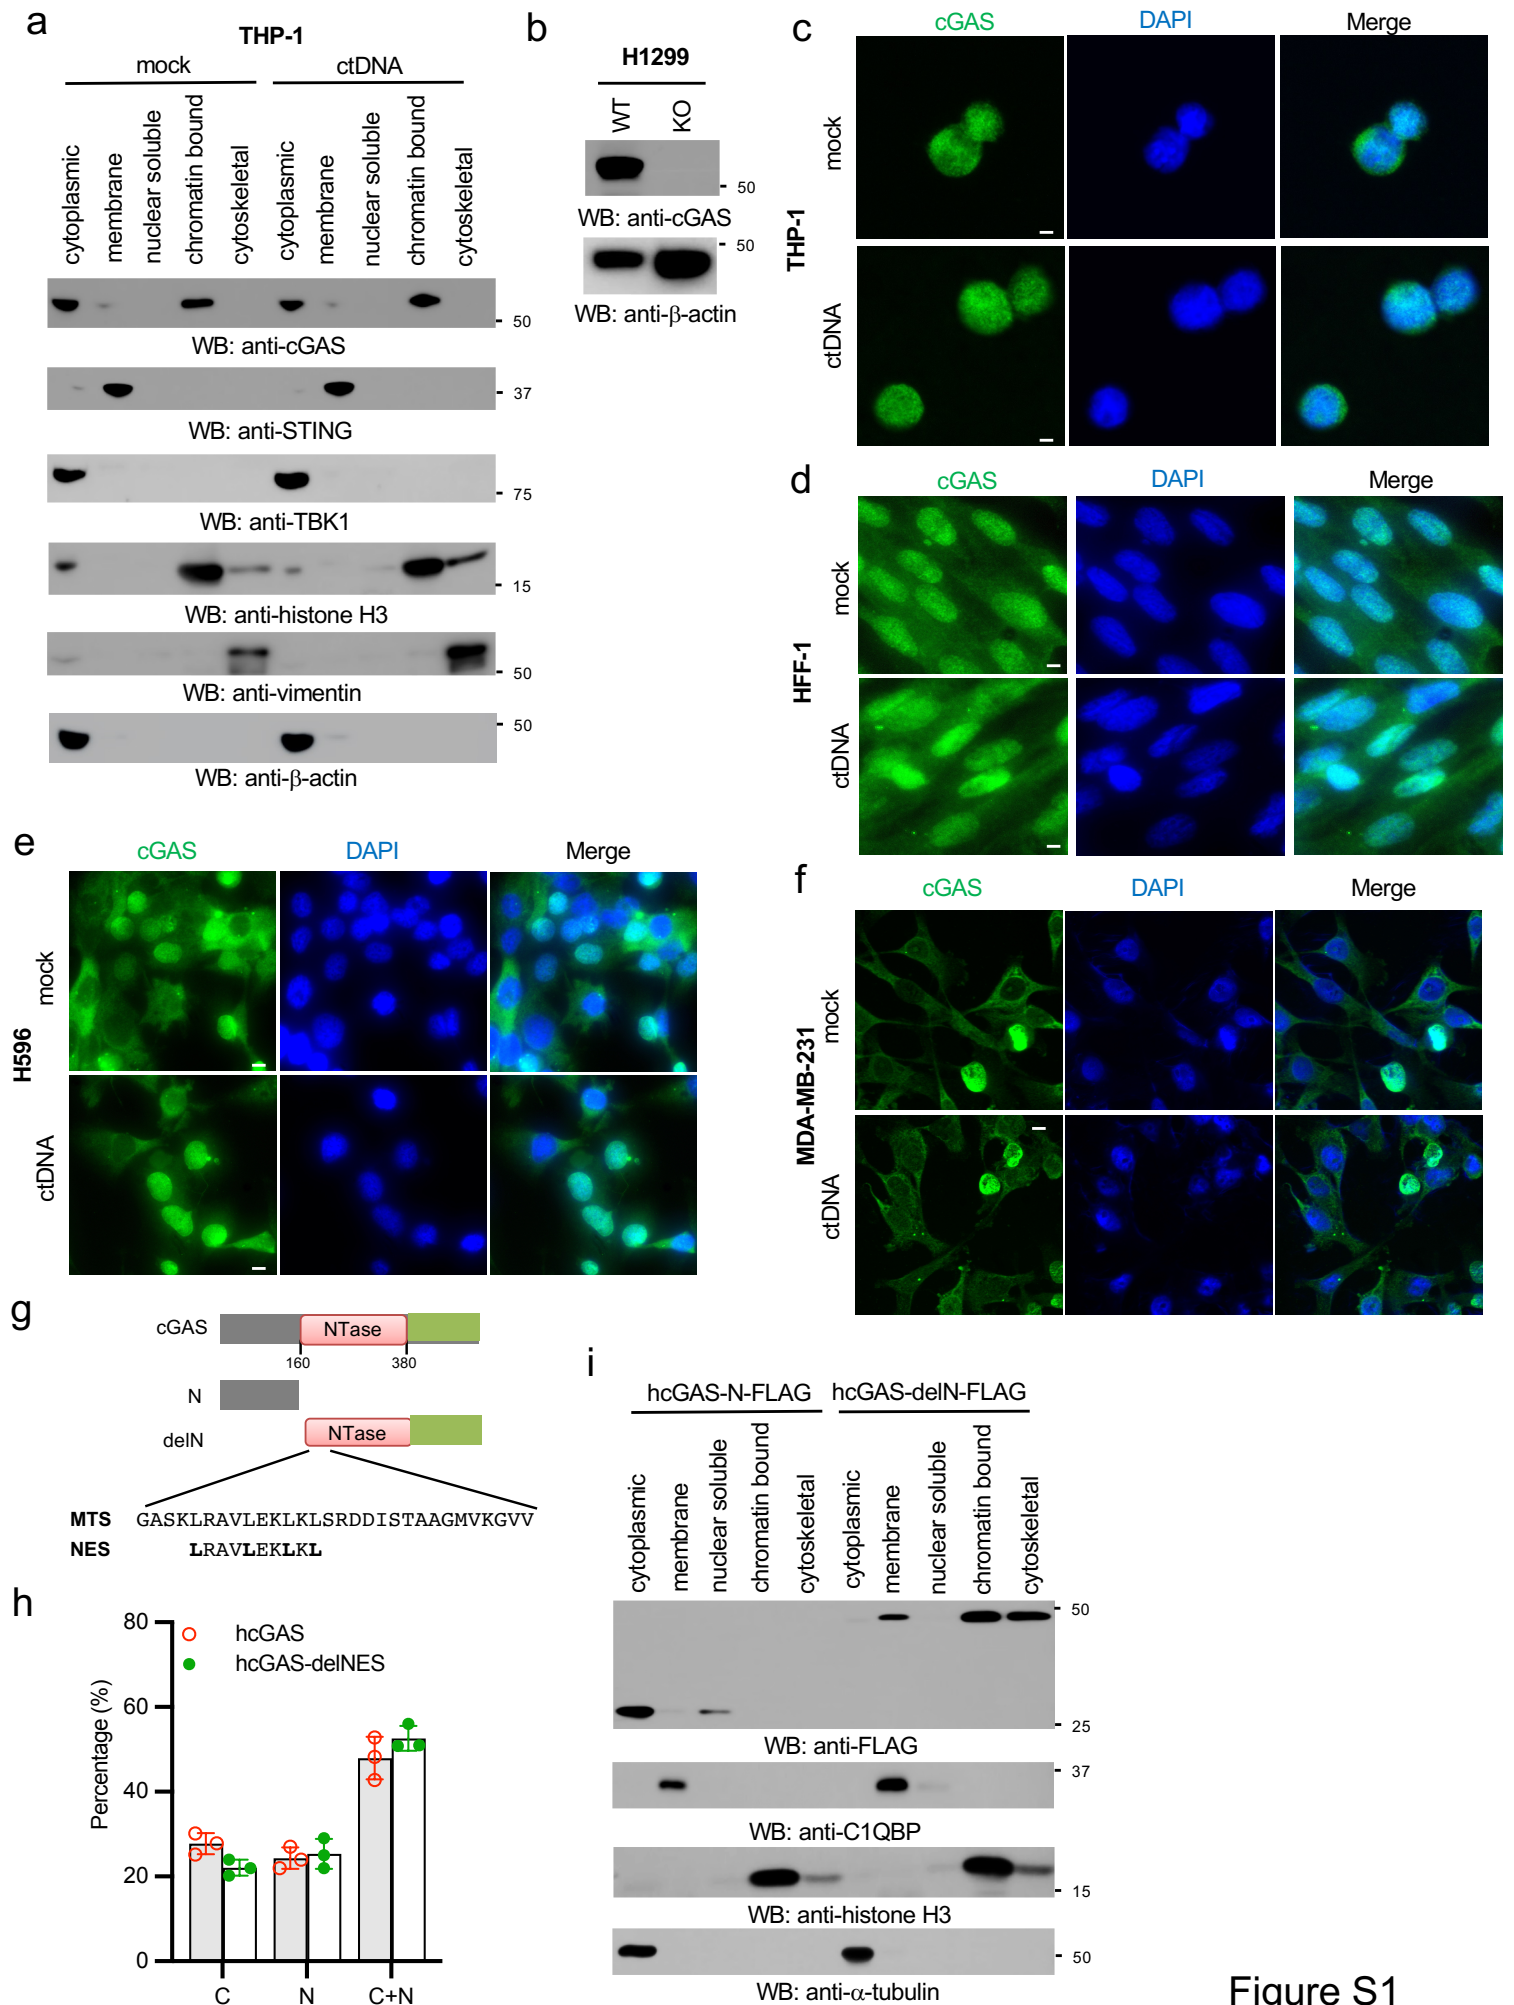 a
THP-1
mock
ctDNA
cytoplasmic
membrane
nuclear soluble
chromatin bound
cytoskeletal
cytoplasmic
membrane
nuclear soluble
chromatin bound
cytoskeletal
50
WB: anti-cGAS
37
WB: anti-STING
75
WB: anti-TBK1
15
WB: anti-histone H3
50
WB: anti-vimentin
50
WB: anti-β-actin
b
H1299
WT
KO
50
WB: anti-cGAS
50
WB: anti-β-actin
c
cGAS
DAPI
Merge
THP-1
mock
ctDNA
d
cGAS
DAPI
Merge
HFF-1
mock
ctDNA
e
cGAS
DAPI
Merge
H596
mock
ctDNA
f
cGAS
DAPI
Merge
MDA-MB-231
mock
ctDNA
g
cGAS
NTase
160
380
N
delN
NTase
MTS GASKLRAVLEKLKLSRDDISTAAGMVKGVV
NES LRAVLEKLKL
h
80
60
40
20
0
Percentage (%)
hcGAS
hcGAS-delNES
C
N
C+N
i
hcGAS-N-FLAG
hcGAS-delN-FLAG
cytoplasmic
membrane
nuclear soluble
chromatin bound
cytoskeletal
cytoplasmic
membrane
nuclear soluble
chromatin bound
cytoskeletal
50
25
WB: anti-FLAG
37
WB: anti-C1QBP
15
WB: anti-histone H3
50
WB: anti-α-tubulin
Figure S1